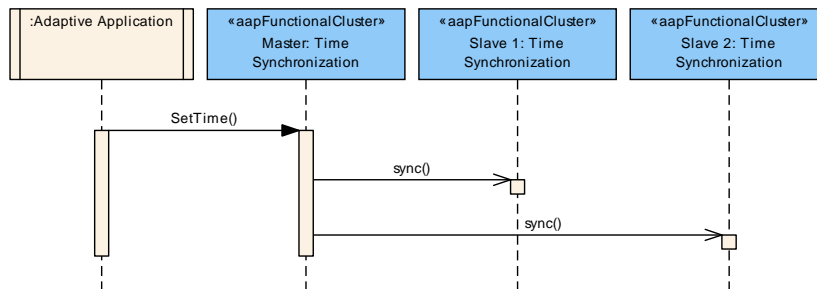 :Adaptive Application
«aapFunctionalCluster»
Master: Time
Synchronization
«aapFunctionalCluster»
Slave 1: Time
Synchronization
«aapFunctionalCluster»
Slave 2: Time
Synchronization
SetTime()
sync()
sync()